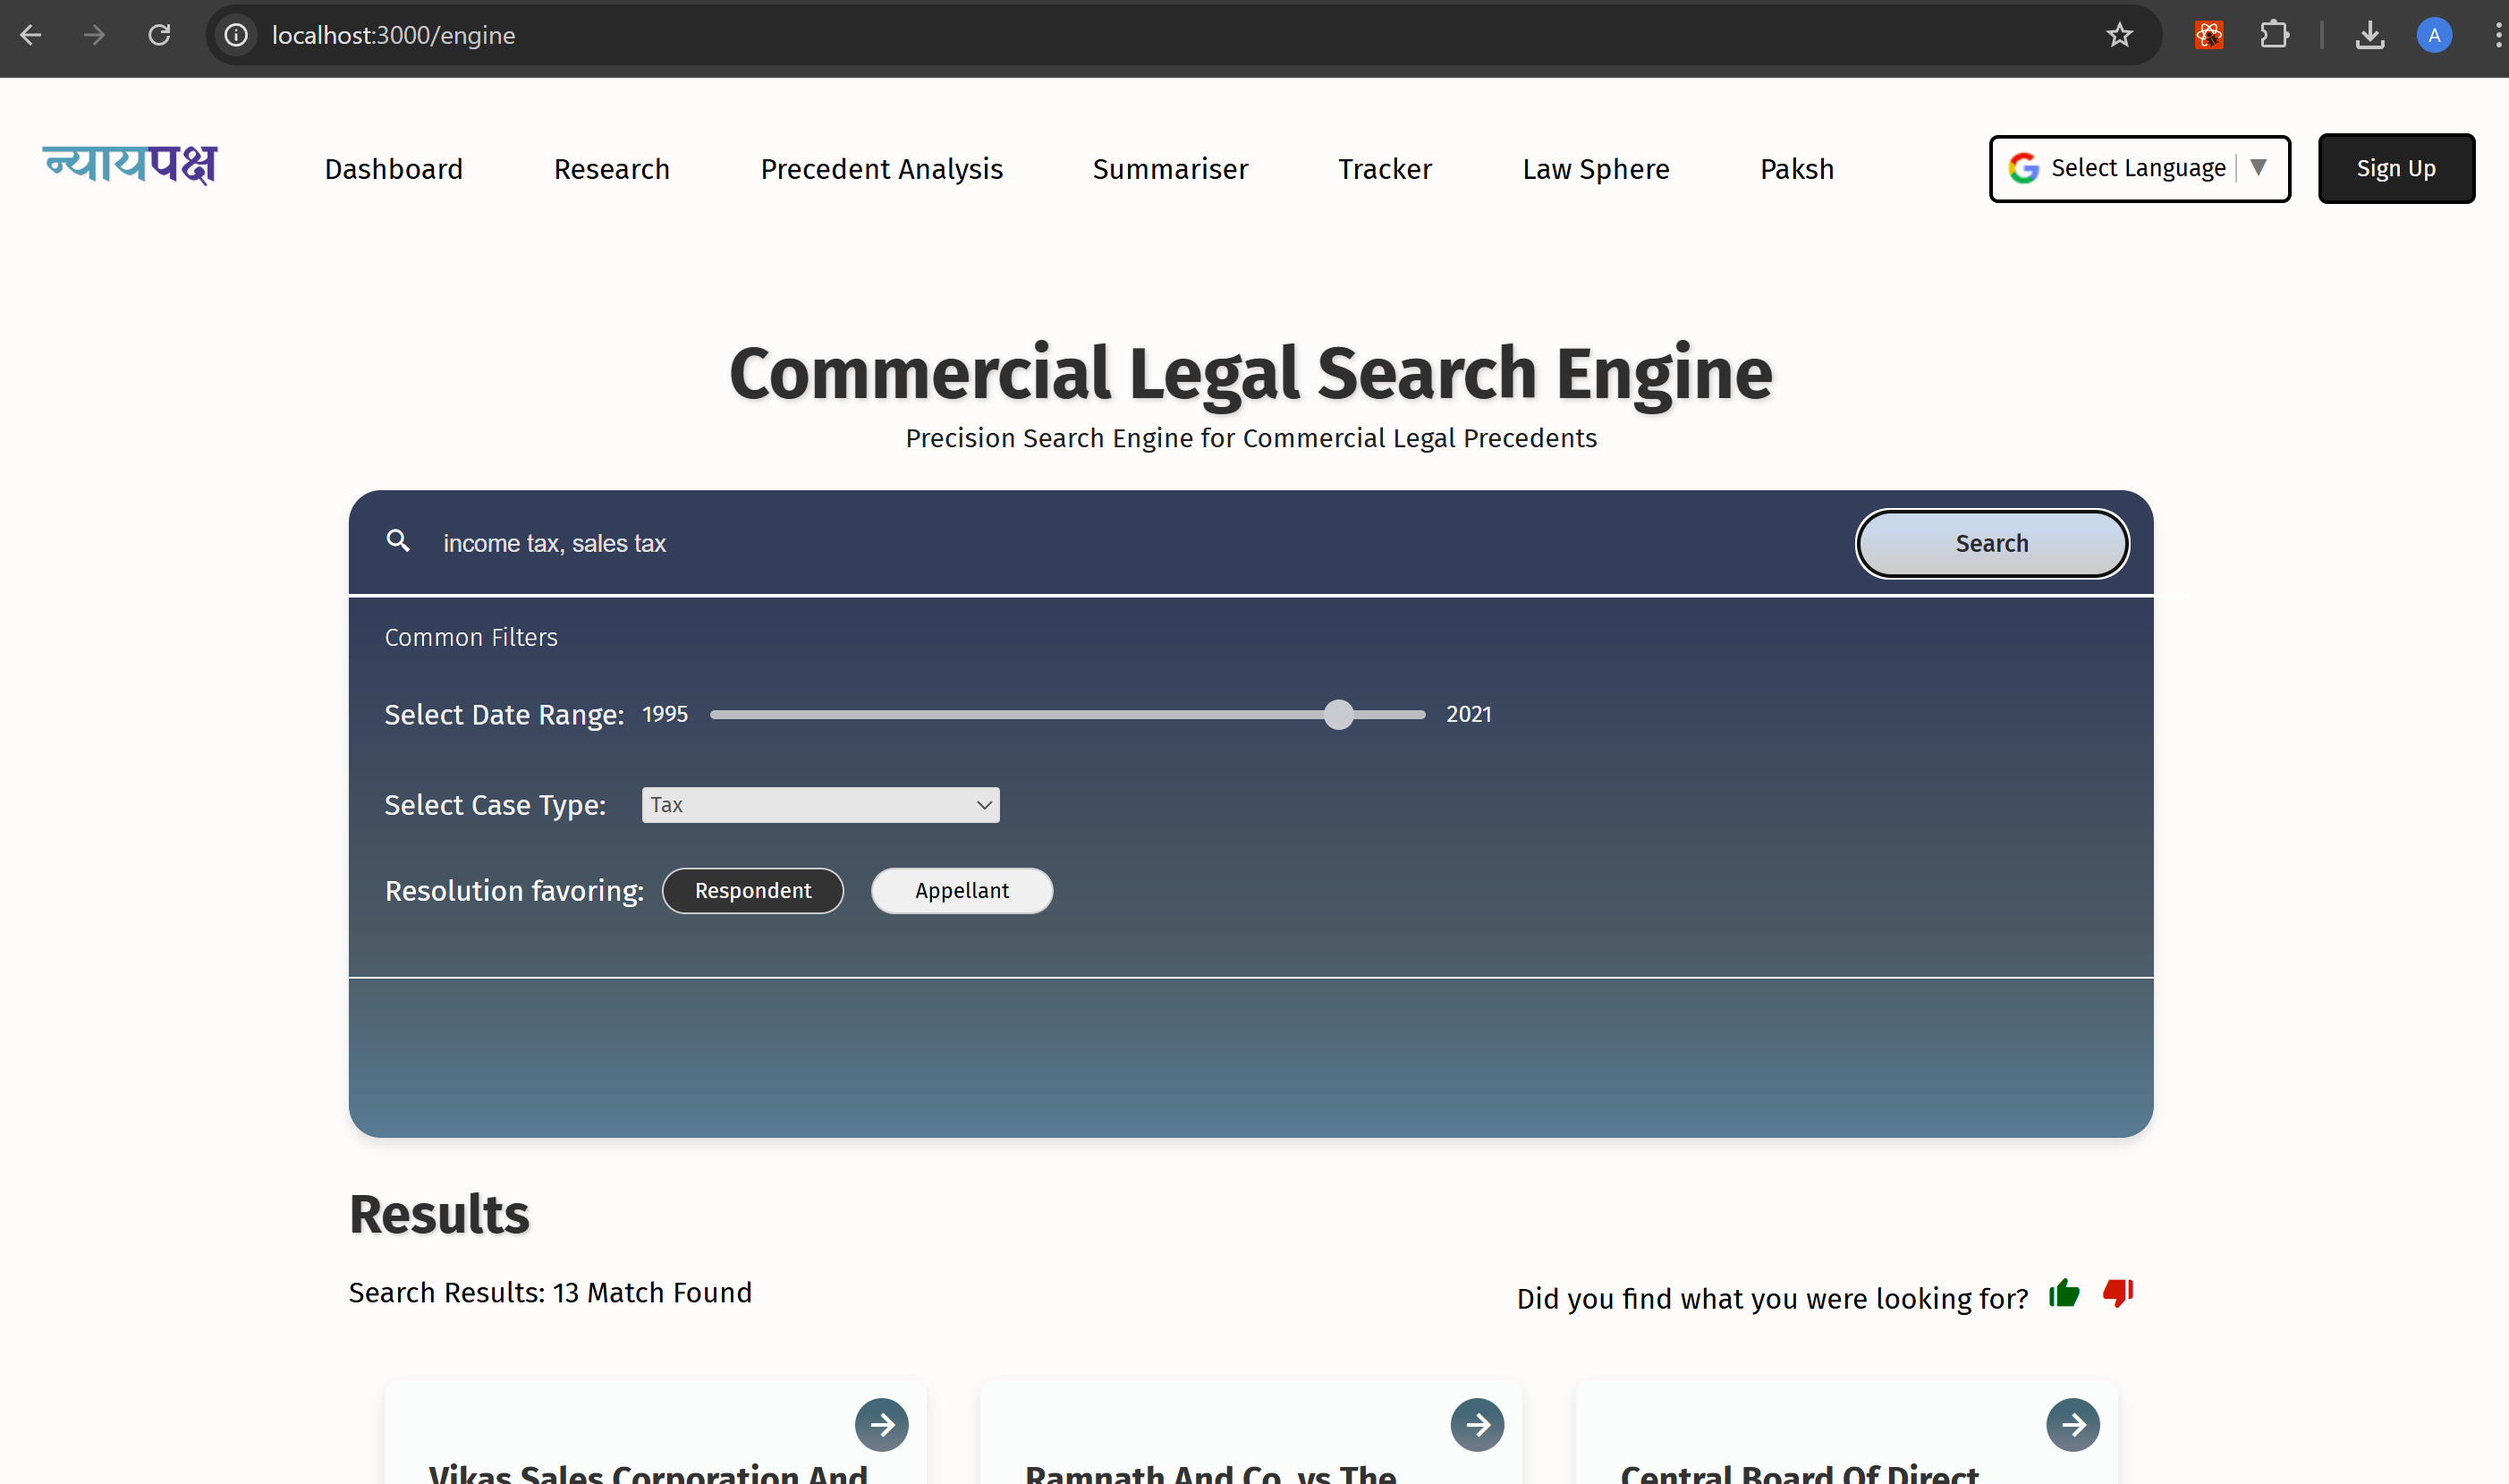 localhost:3000/engine
A
न्यायपक्ष
Dashboard
Research
Precedent Analysis
Summariser
Tracker
Law Sphere
Paksh
Select Language
Sign Up
Commercial Legal Search Engine
Precision Search Engine for Commercial Legal Precedents
income tax, sales tax
Search
Common Filters
Select Date Range: 1995 2021
Select Case Type: Tax
Resolution favoring: Respondent Appellant
Results
Search Results: 13 Match Found
Did you find what you were looking for?
Vikas Sales Corporation And
Ramnath And Co. vs The
Central Board Of Direct